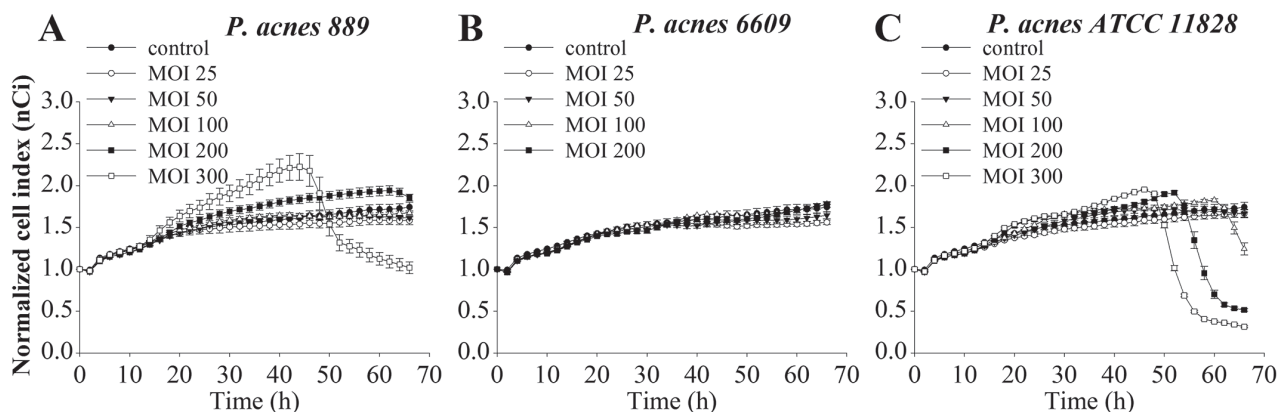 A
P. acnes 889
control
MOI 25
MOI 50
MOI 100
MOI 200
MOI 300
Normalized cell index (nCi)
3.0
2.5
2.0
1.5
1.0
0.5
0.0
0 10 20 30 40 50 60 70
Time (h)
B
P. acnes 6609
control
MOI 25
MOI 50
MOI 100
MOI 200
3.0
2.5
2.0
1.5
1.0
0.5
0.0
0 10 20 30 40 50 60 70
Time (h)
C
P. acnes ATCC 11828
control
MOI 25
MOI 50
MOI 100
MOI 200
MOI 300
3.0
2.5
2.0
1.5
1.0
0.5
0.0
0 10 20 30 40 50 60 70
Time (h)